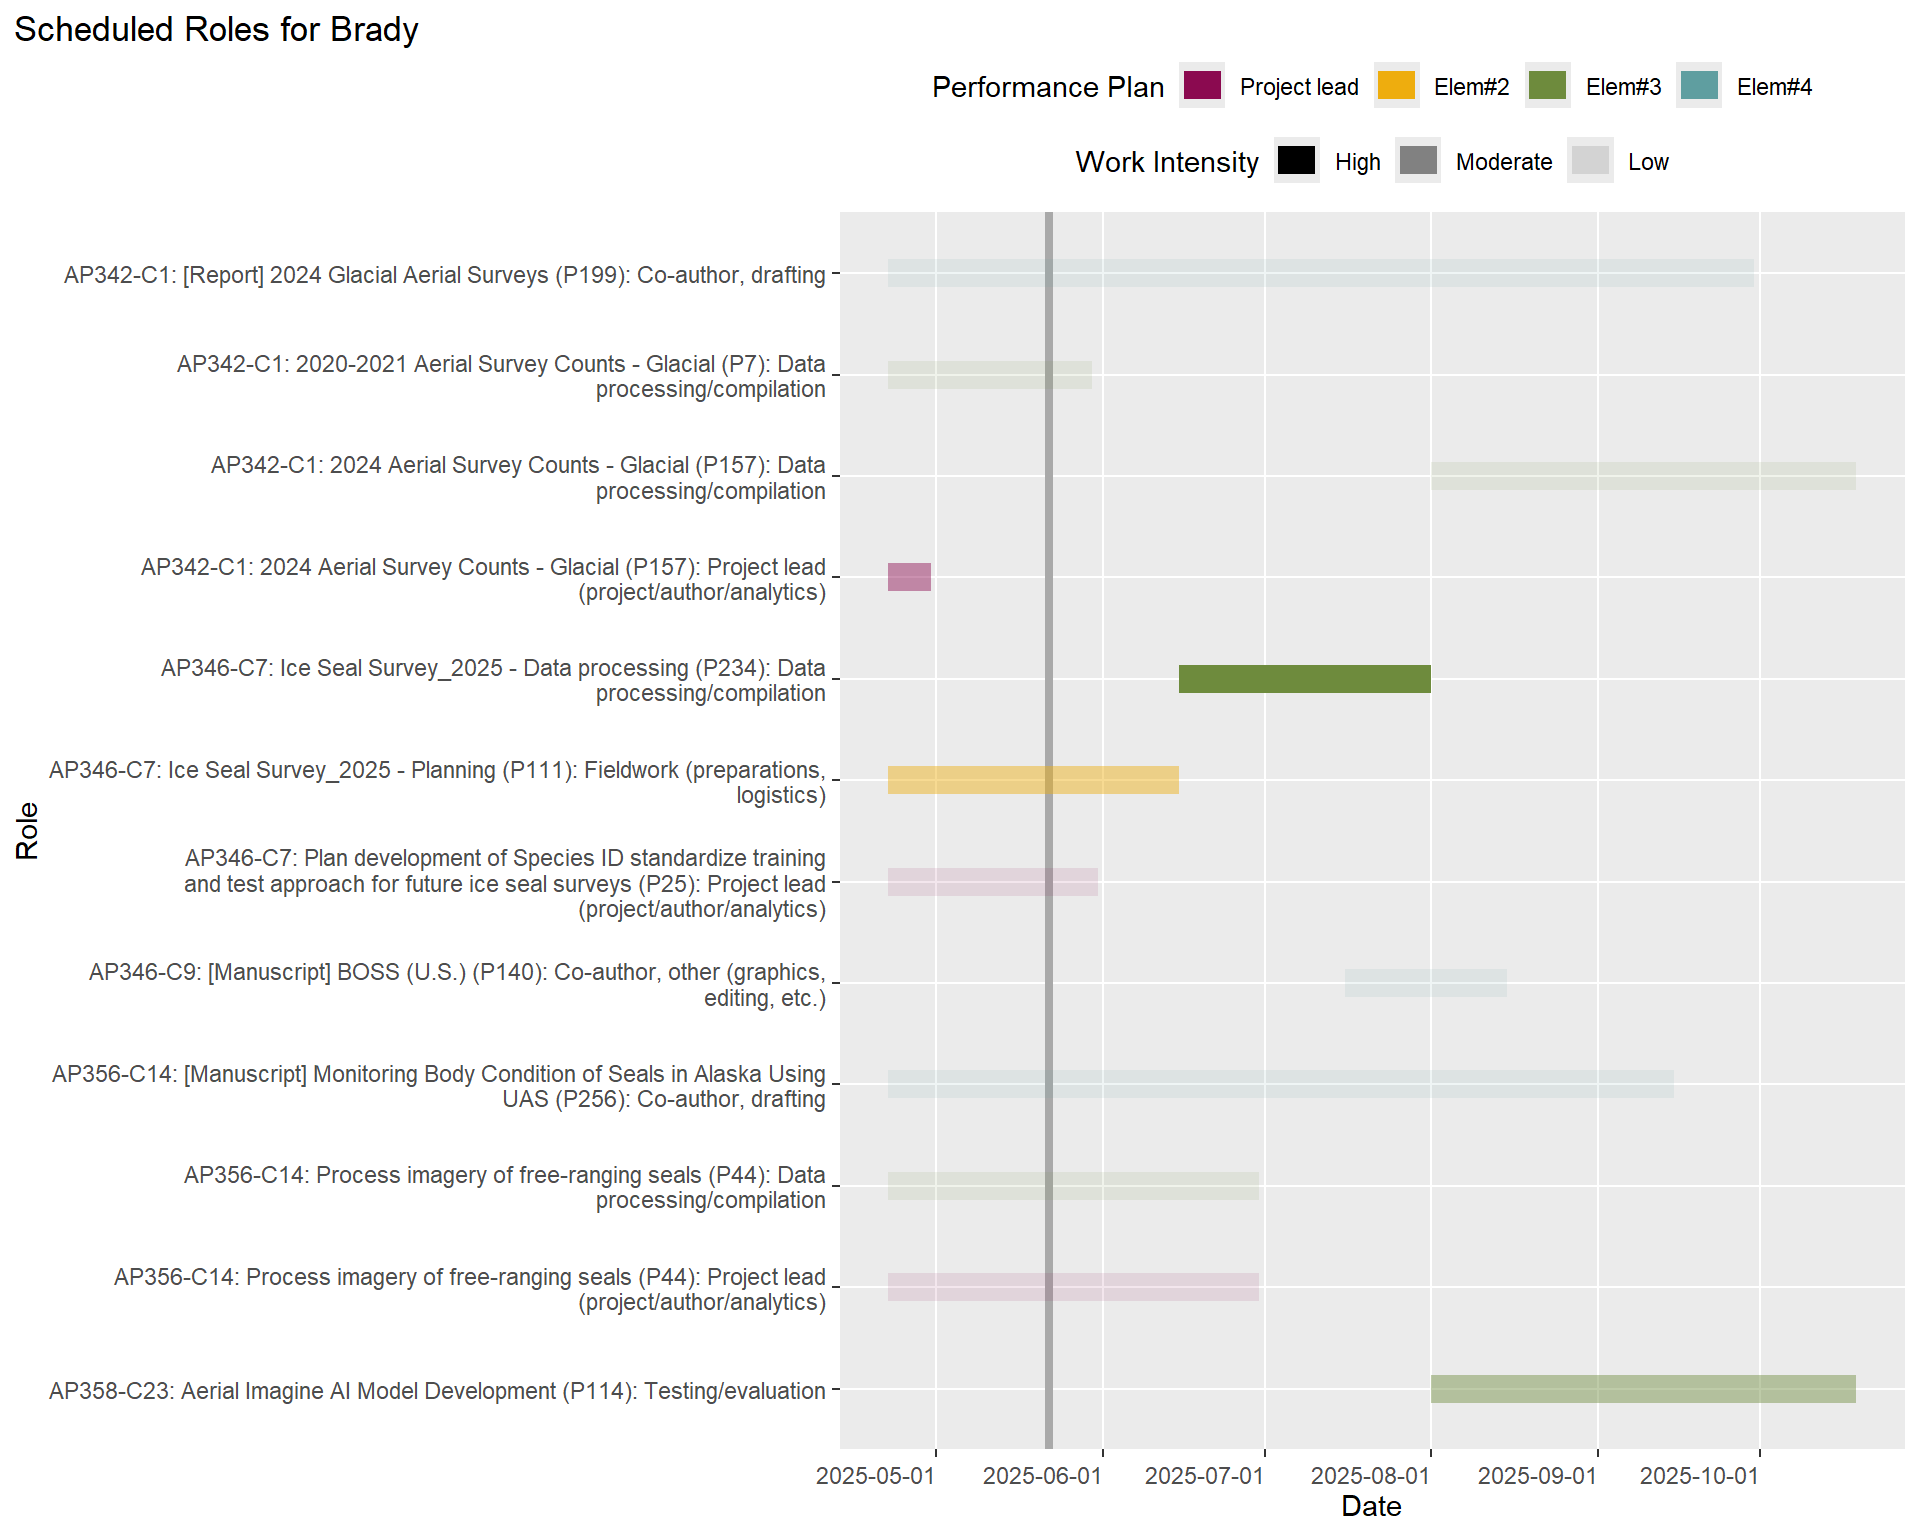 Scheduled Roles for Brady
Performance Plan Project lead Elem#2 Elem#3 Elem#4
Work Intensity High Moderate Low
AP342-C1: [Report] 2024 Glacial Aerial Surveys (P199): Co-author, drafting
AP342-C1: 2020-2021 Aerial Survey Counts - Glacial (P7): Data
processing/compilation
AP342-C1: 2024 Aerial Survey Counts - Glacial (P157): Data
processing/compilation
AP342-C1: 2024 Aerial Survey Counts - Glacial (P157): Project lead
(project/author/analytics)
AP346-C7: Ice Seal Survey_2025 - Data processing (P234): Data
processing/compilation
AP346-C7: Ice Seal Survey_2025 - Planning (P111): Fieldwork (preparations,
logistics)
AP346-C7: Plan development of Species ID standardize training
and test approach for future ice seal surveys (P25): Project lead
(project/author/analytics)
AP346-C9: [Manuscript] BOSS (U.S.) (P140): Co-author, other (graphics,
editing, etc.)
AP356-C14: [Manuscript] Monitoring Body Condition of Seals in Alaska Using
UAS (P256): Co-author, drafting
AP356-C14: Process imagery of free-ranging seals (P44): Data
processing/compilation
AP356-C14: Process imagery of free-ranging seals (P44): Project lead
(project/author/analytics)
AP358-C23: Aerial Imagine AI Model Development (P114): Testing/evaluation
Role
2025-05-01 2025-06-01 2025-07-01 2025-08-01 2025-09-01 2025-10-01
Date